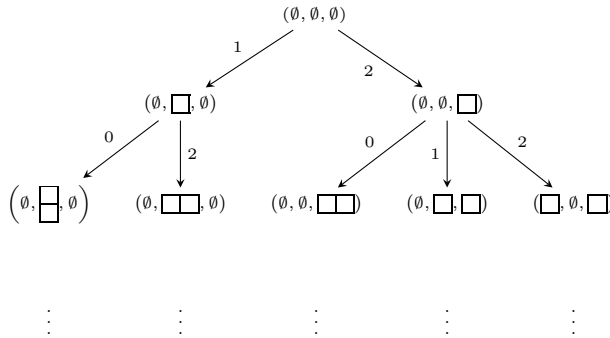 (∅, ∅, ∅)
1 2
(∅, □, ∅) (∅, ∅, □)
0 2 0 1 2
(∅, , ∅) (∅, □□, ∅) (∅, ∅, □□) (∅, □, □) (□, ∅, □)
⋮ ⋮ ⋮ ⋮ ⋮